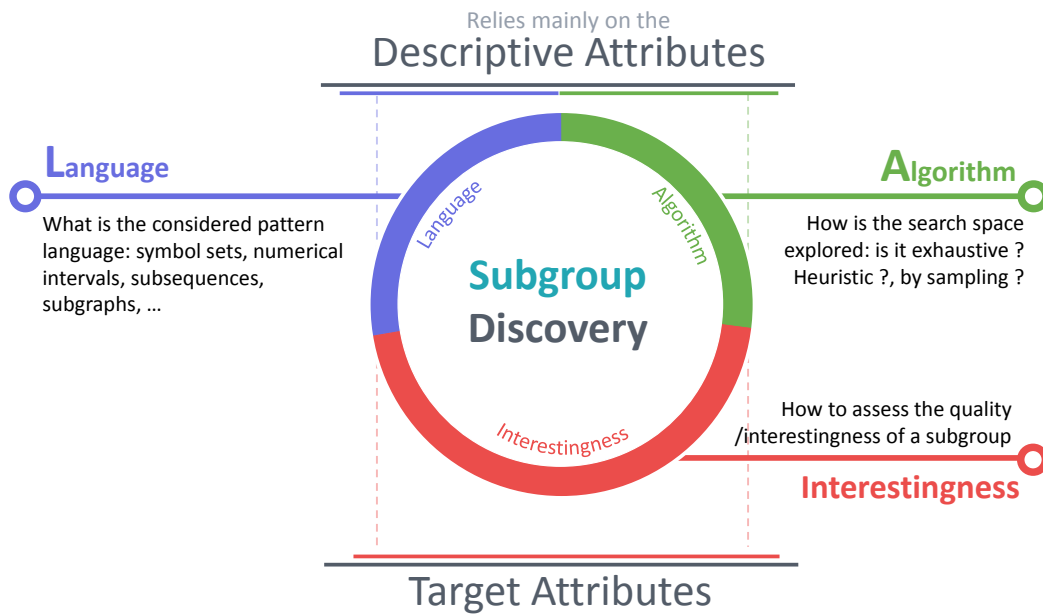 Relies mainly on the
Descriptive Attributes
Language
What is the considered pattern
language: symbol sets, numerical
intervals, subsequences,
subgraphs, ...
Algorithm
How is the search space
explored: is it exhaustive ?
Heuristic ?, by sampling ?
Language
Algorithm
Subgroup
Discovery
Interestingness
How to assess the quality
/interestingness of a subgroup
Interestingness
Target Attributes